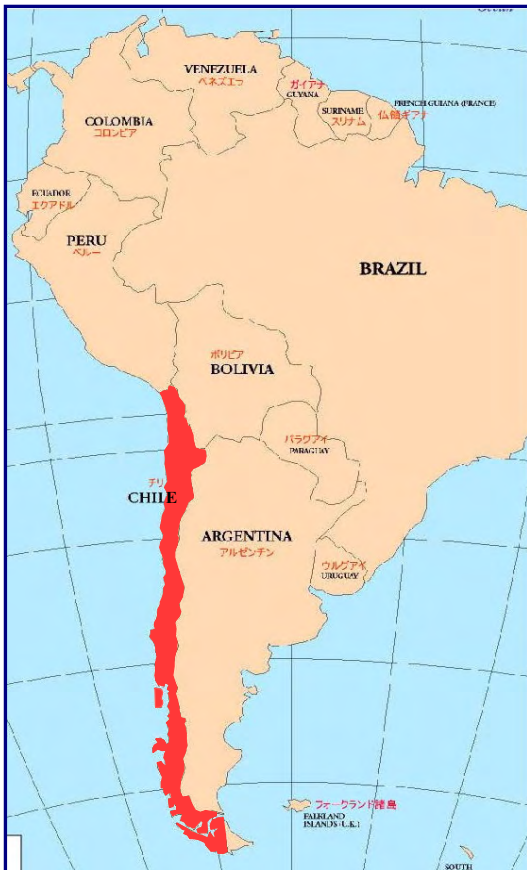 VENEZUELA
ベネズエラ
ガイアナ
GUYANA
SURINAME
スリナム
FRENCH GUIANA (FRANCE)
仏領ギアナ
COLOMBIA
コロンビア
ECUADOR
エクアドル
PERU
ペルー
BRAZIL
ボリビア
BOLIVIA
パラグアイ
PARAGUAY
チリ
CHILE
ARGENTINA
アルゼンチン
ウルグアイ
URUGUAY
フォークランド諸島
FALKLAND
ISLANDS (U.K.)
SOUTH